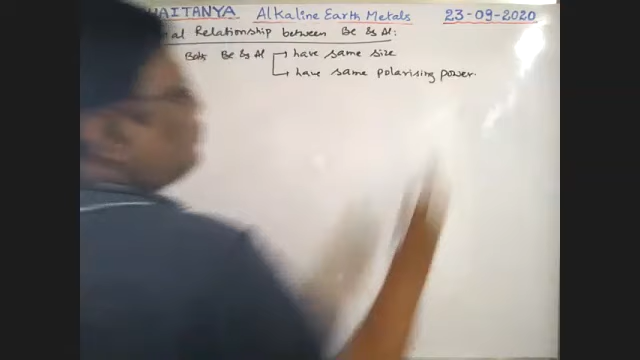 HAITANYA Alkaline Earth Metals 23-09-2020
nal Relationship between Be & Al:
Both Be & Al → have same size
→ have same polarising power.